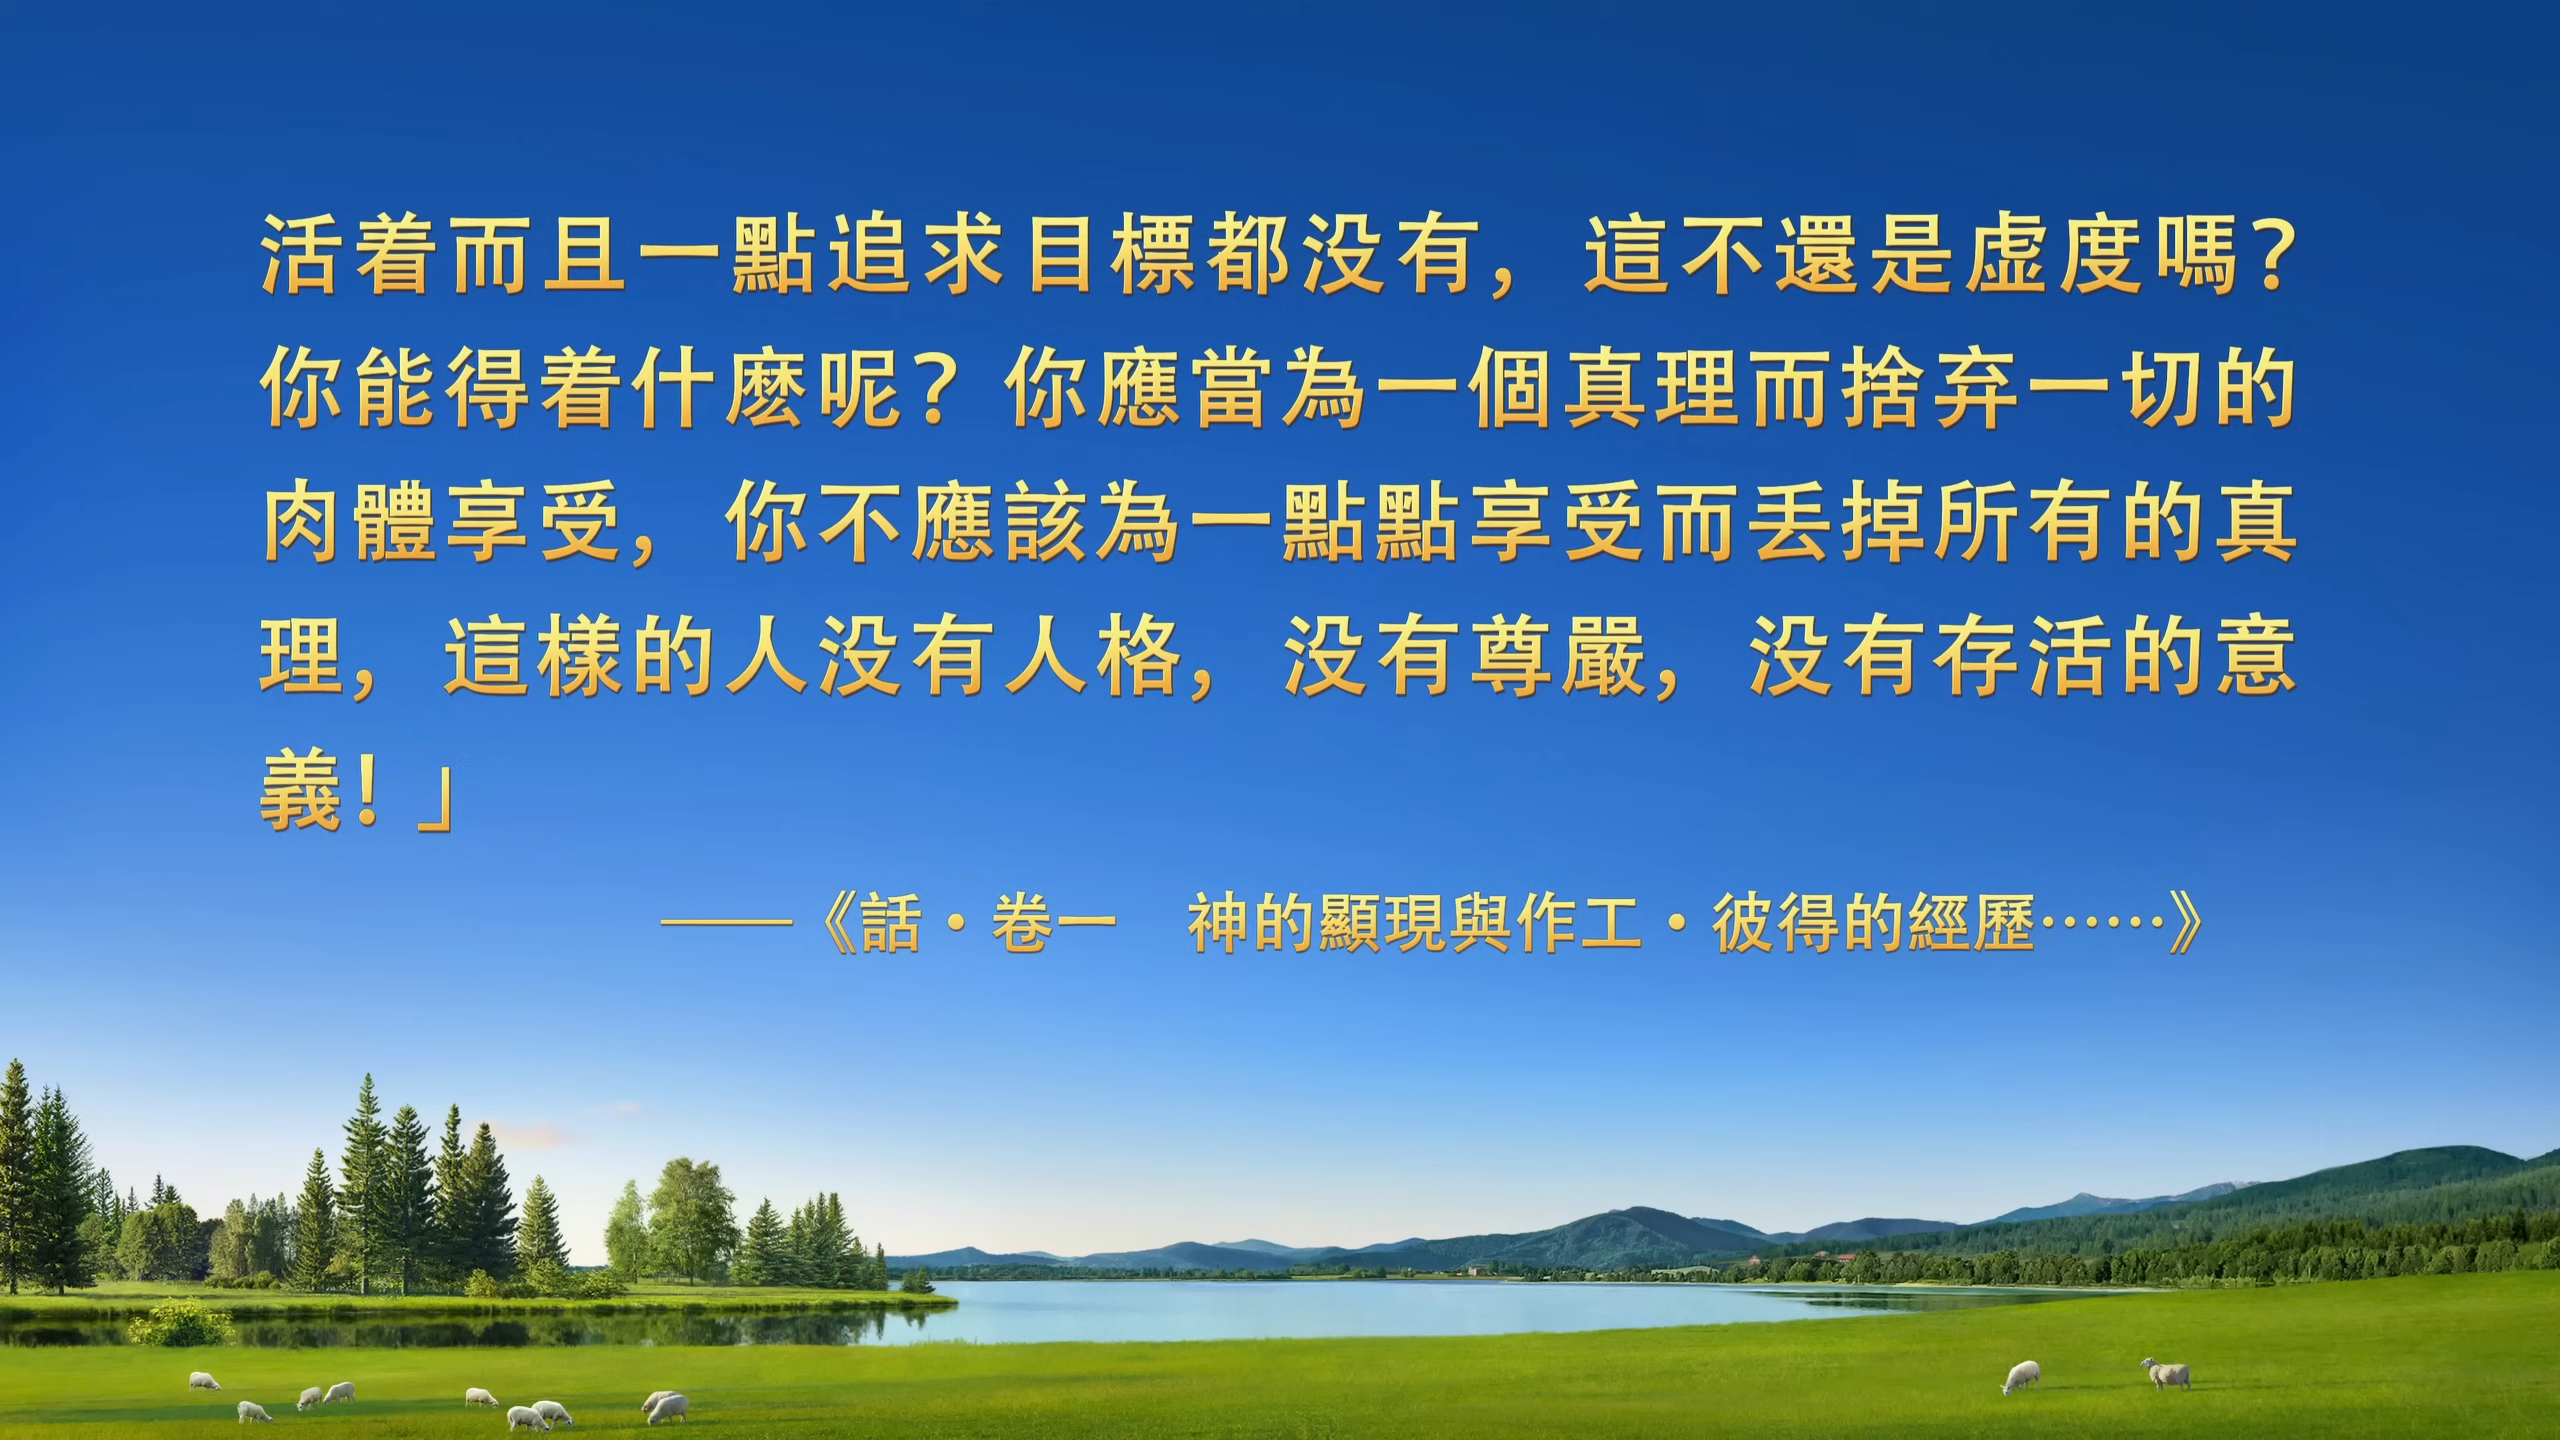 活着而且一點追求目標都没有，這不還是虚度嗎？
你能得着什麽呢？你應當為一個真理而捨弃一切的
肉體享受，你不應該為一點點享受而丢掉所有的真
理，這樣的人没有人格，没有尊嚴，没有存活的意
義！」
——《話・卷一　神的顯現與作工・彼得的經歷……》